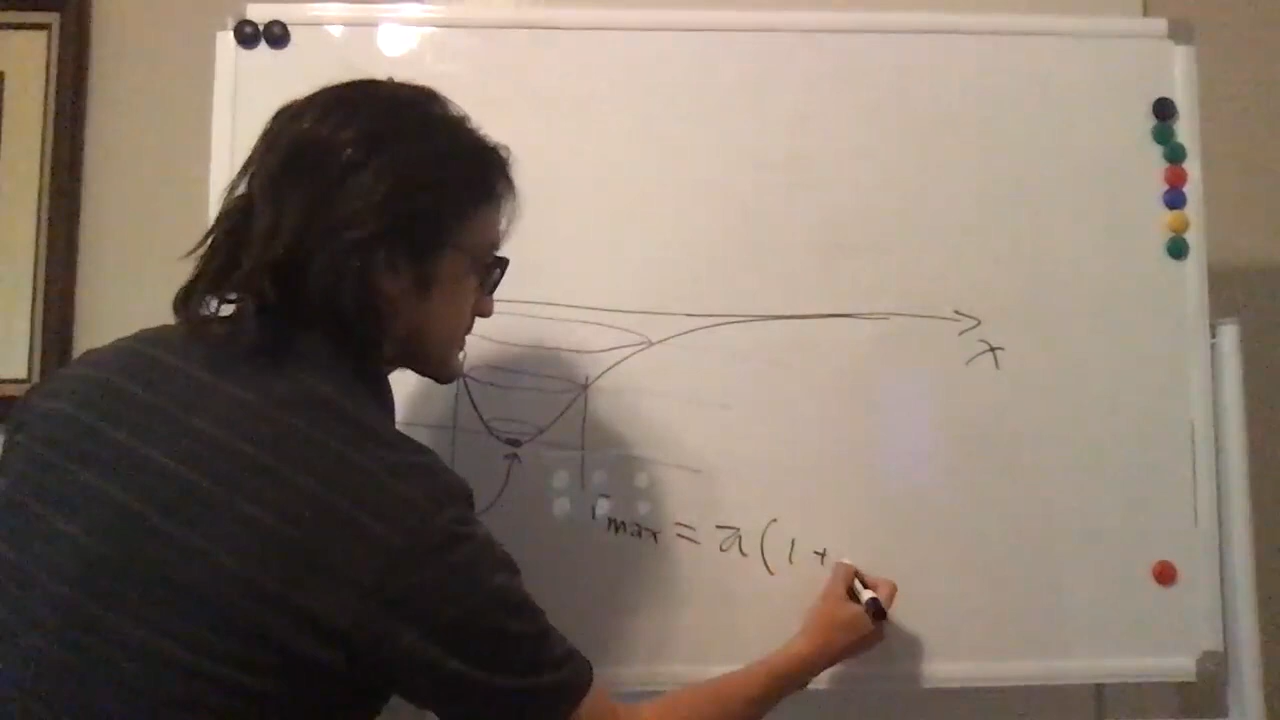 x
r_max = a(1+